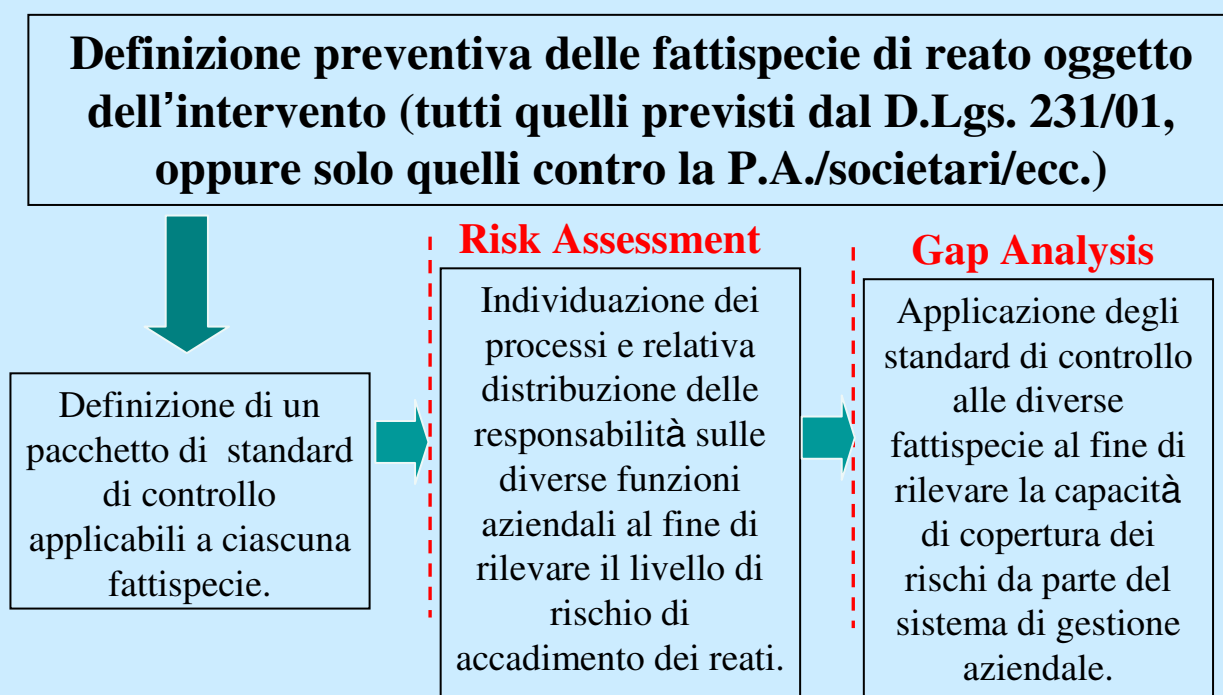 Definizione preventiva delle fattispecie di reato oggetto
dell’intervento (tutti quelli previsti dal D.Lgs. 231/01,
oppure solo quelli contro la P.A./societari/ecc.)
Definizione di un
pacchetto di standard
di controllo
applicabili a ciascuna
fattispecie.
Risk Assessment
Individuazione dei
processi e relativa
distribuzione delle
responsabilità sulle
diverse funzioni
aziendali al fine di
rilevare il livello di
rischio di
accadimento dei reati.
Gap Analysis
Applicazione degli
standard di controllo
alle diverse
fattispecie al fine di
rilevare la capacità
di copertura dei
rischi da parte del
sistema di gestione
aziendale.